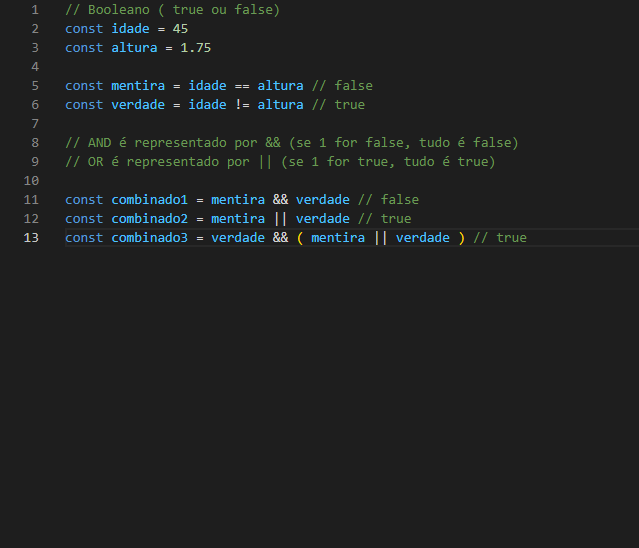 1 // Booleano ( true ou false)
2 const idade = 45
3 const altura = 1.75
4
5 const mentira = idade == altura // false
6 const verdade = idade != altura // true
7
8 // AND é representado por && (se 1 for false, tudo é false)
9 // OR é representado por || (se 1 for true, tudo é true)
10
11 const combinado1 = mentira && verdade // false
12 const combinado2 = mentira || verdade // true
13 const combinado3 = verdade && ( mentira || verdade ) // true